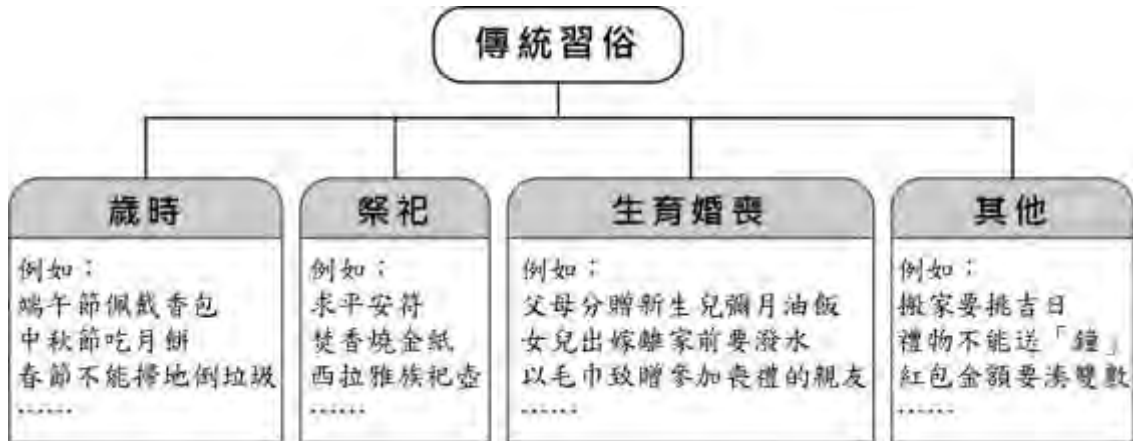 傳統習俗
歲時
例如：
端午節佩戴香包
中秋節吃月餅
春節不能掃地倒垃圾
……
祭祀
例如：
求平安符
焚香燒金紙
西拉雅族祀壺
……
生育婚喪
例如：
父母分贈新生兒彌月油飯
女兒出嫁離家前要潑水
以毛巾致贈參加喪禮的親友
……
其他
例如：
搬家要挑吉日
禮物不能送「鐘」
紅包金額要湊雙數
……